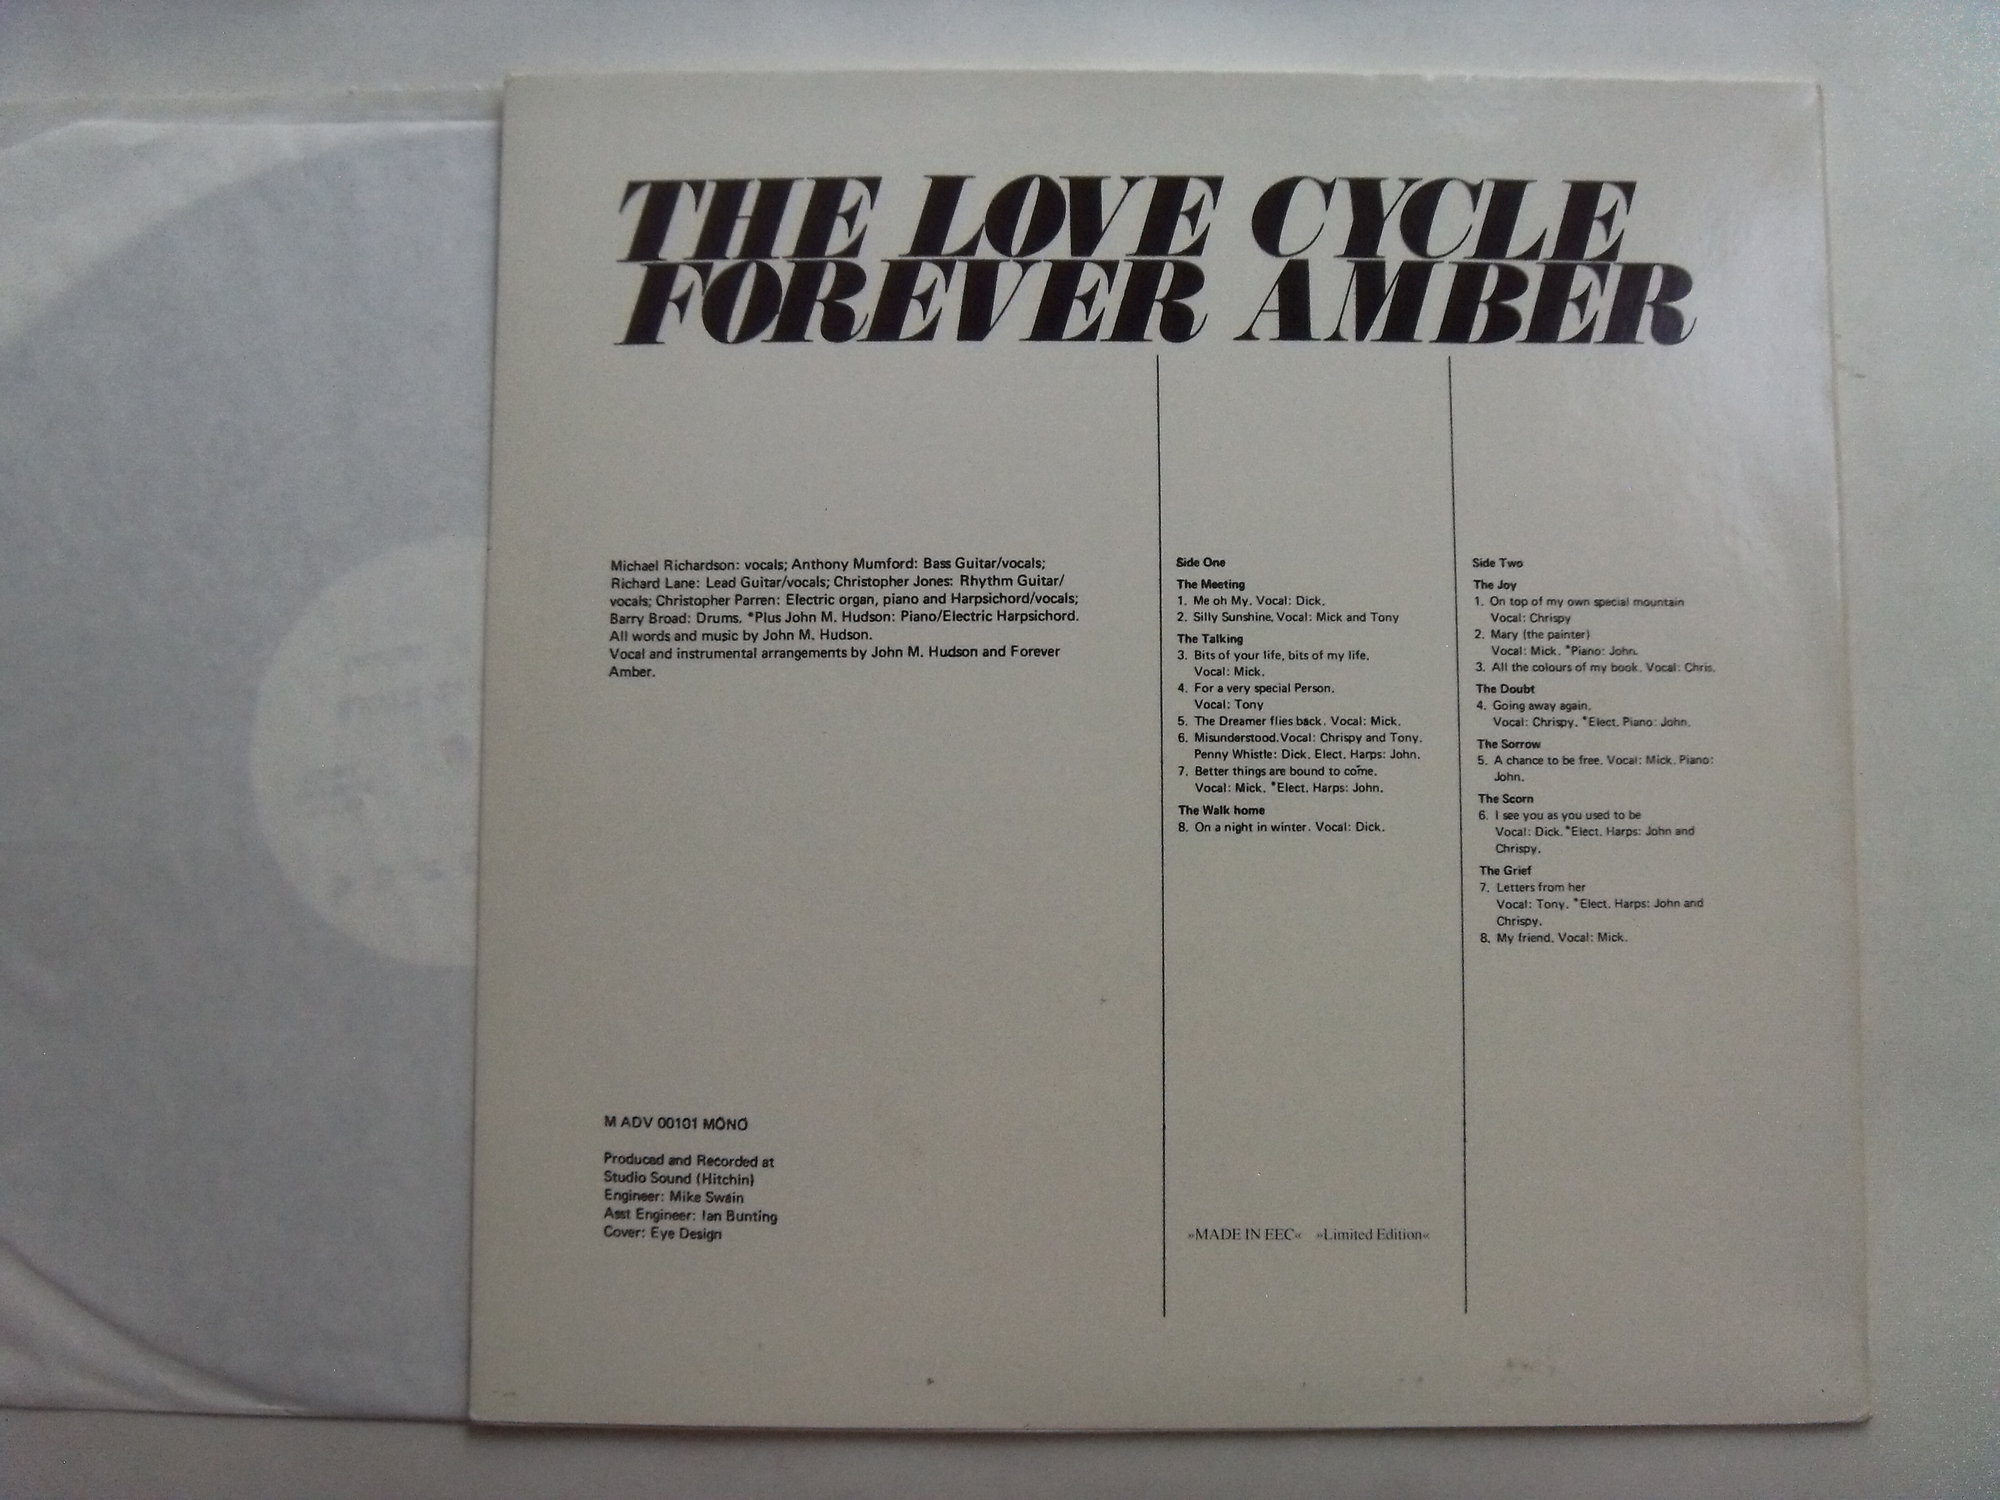 THE LOVE CYCLE
FOREVER AMBER
Michael Richardson: vocals; Anthony Mumford: Bass Guitar/vocals;
Richard Lane: Lead Guitar/vocals; Christopher Jones: Rhythm Guitar/
vocals; Christopher Parren: Electric organ, piano and Harpsichord/vocals;
Barry Broad: Drums. *Plus John M. Hudson: Piano/Electric Harpsichord.
All words and music by John M. Hudson.
Vocal and instrumental arrangements by John M. Hudson and Forever
Amber.
M ADV 00101 MONO
Produced and Recorded at
Studio Sound (Hitchin)
Engineer: Mike Swain
Asst Engineer: Ian Bunting
Cover: Eye Design
Side One
The Meeting
1. Me oh My. Vocal: Dick.
2. Silly Sunshine. Vocal: Mick and Tony
The Talking
3. Bits of your life, bits of my life.
Vocal: Mick.
4. For a very special Person.
Vocal: Tony
5. The Dreamer flies back. Vocal: Mick.
6. Misunderstood. Vocal: Chrispy and Tony.
Penny Whistle: Dick. Elect. Harps: John.
7. Better things are bound to come.
Vocal: Mick. *Elect. Harps: John.
The Walk home
8. On a night in winter. Vocal: Dick.
»MADE IN EEC« »Limited Edition«
Side Two
The Joy
1. On top of my own special mountain
Vocal: Chrispy
2. Mary (the painter)
Vocal: Mick. *Piano: John.
3. All the colours of my book. Vocal: Chris.
The Doubt
4. Going away again.
Vocal: Chrispy. *Elect. Piano: John.
The Sorrow
5. A chance to be free. Vocal: Mick. Piano:
John.
The Scorn
6. I see you as you used to be
Vocal: Dick. *Elect. Harps: John and
Chrispy.
The Grief
7. Letters from her
Vocal: Tony. *Elect. Harps: John and
Chrispy.
8. My friend. Vocal: Mick.